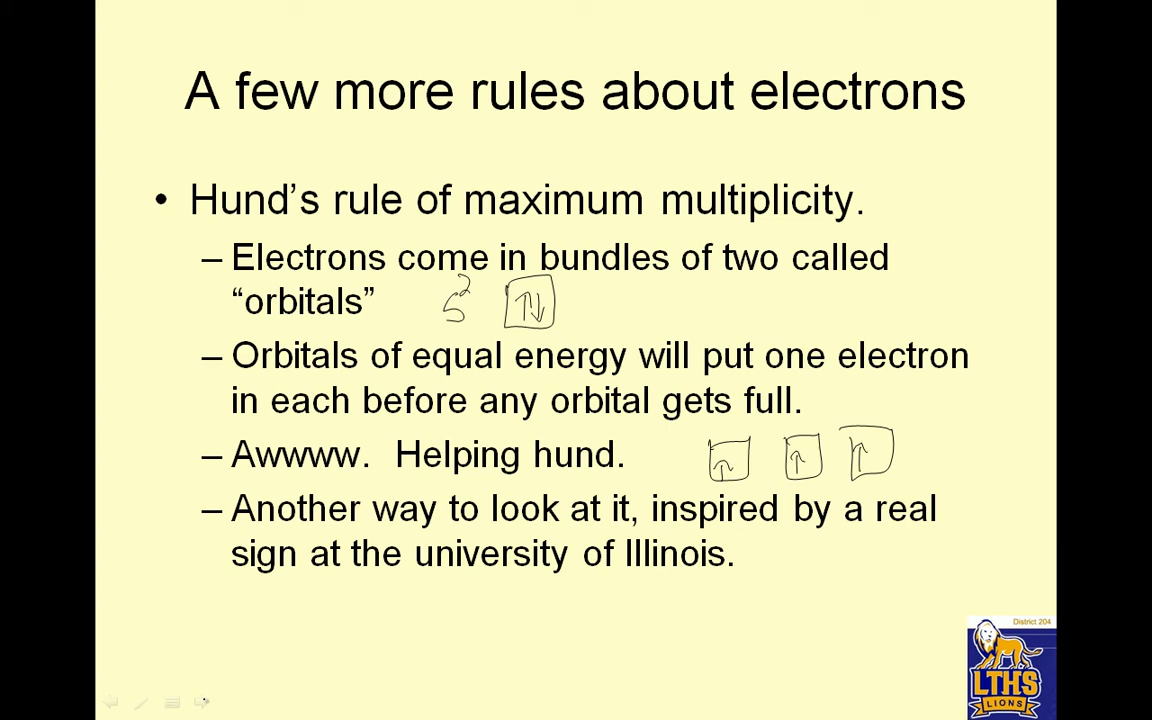 A few more rules about electrons
• Hund's rule of maximum multiplicity.
– Electrons come in bundles of two called
“orbitals” s²
– Orbitals of equal energy will put one electron
in each before any orbital gets full.
– Awwww. Helping hund.
– Another way to look at it, inspired by a real
sign at the university of Illinois.
District 204
LTHS
LIONS